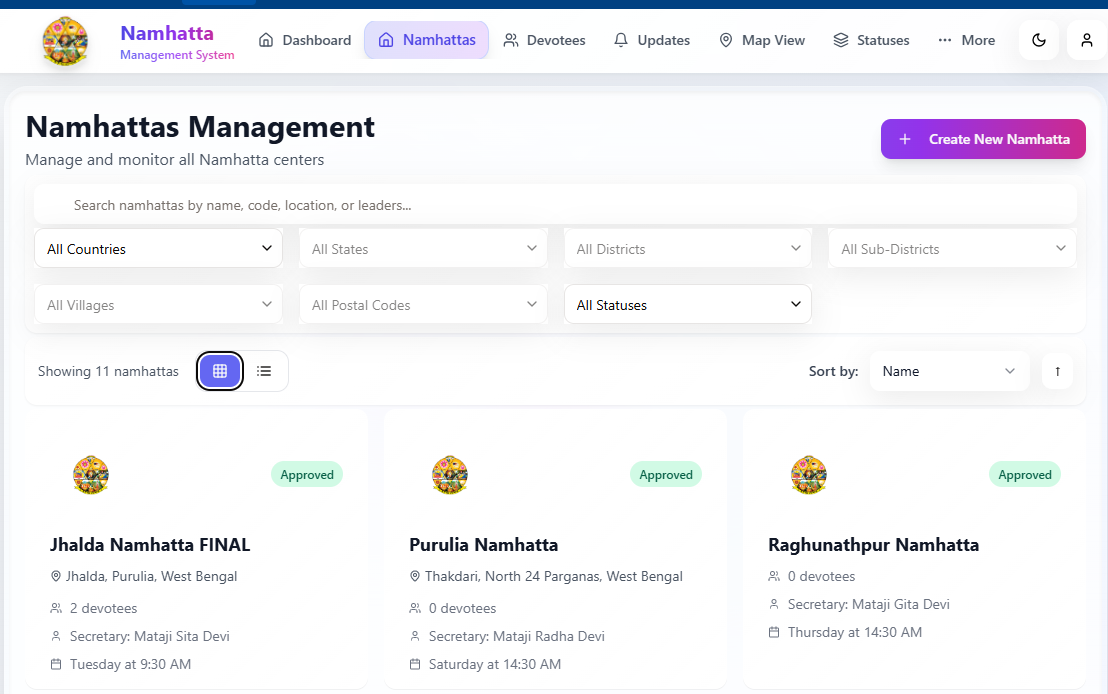 Namhatta
Management System
Dashboard
Namhattas
Devotees
Updates
Map View
Statuses
More
Namhattas Management
Manage and monitor all Namhatta centers
Create New Namhatta
Search namhattas by name, code, location, or leaders...
All Countries
All States
All Districts
All Sub-Districts
All Villages
All Postal Codes
All Statuses
Showing 11 namhattas
Sort by:
Name
↑
Approved
Jhalda Namhatta FINAL
Jhalda, Purulia, West Bengal
2 devotees
Secretary: Mataji Sita Devi
Tuesday at 9:30 AM
Approved
Purulia Namhatta
Thakdari, North 24 Parganas, West Bengal
0 devotees
Secretary: Mataji Radha Devi
Saturday at 14:30 AM
Approved
Raghunathpur Namhatta
0 devotees
Secretary: Mataji Gita Devi
Thursday at 14:30 AM